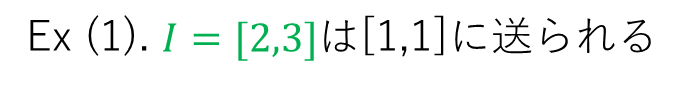 Ex (1). I = [2,3]は[1,1]に送られる